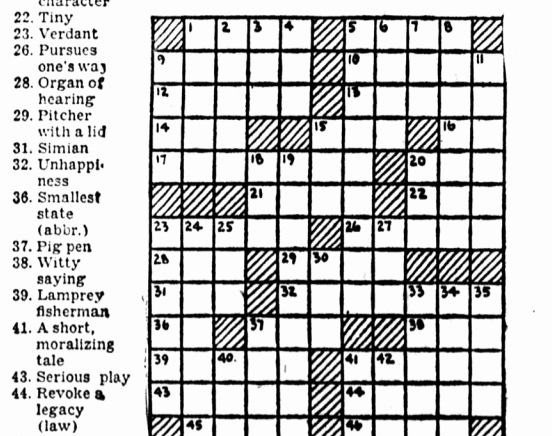 character
22. Tiny
23. Verdant
26. Pursues
one's way
28. Organ of
hearing
29. Pitcher
with a lid
31. Simian
32. Unhappi-
ness
36. Smallest
state
(abbr.)
37. Pig pen
38. Witty
saying
39. Lamprey
fisherman
41. A short,
moralizing
tale
43. Serious play
44. Revoke a
legacy
(law)
1 2 3 4 5 6 7 8
9 10 11
12 13
14 15 16
17 18 19 20
21 22
23 24 25 26 27
28 29 30
31 32 33 34 35
36 37 38
39 40 41 42
43 44
45 46